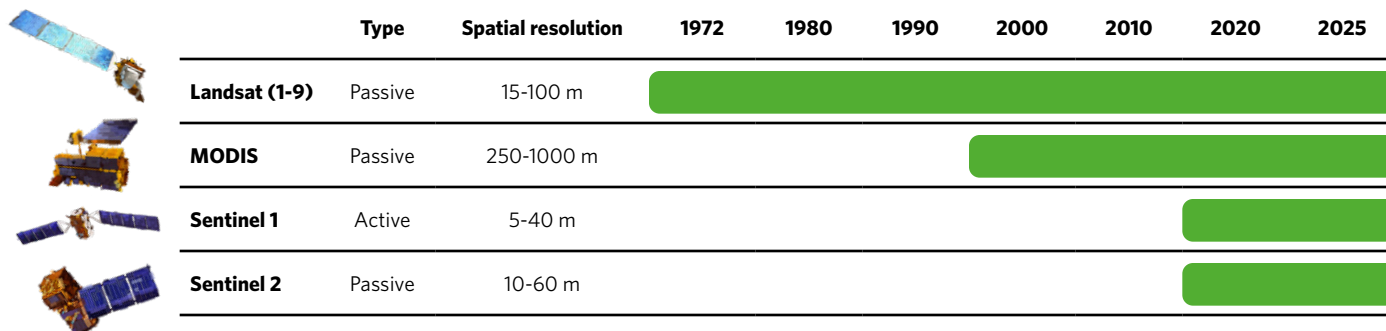 Type Spatial resolution 1972 1980 1990 2000 2010 2020 2025
Landsat (1-9) Passive 15-100 m
MODIS Passive 250-1000 m
Sentinel 1 Active 5-40 m
Sentinel 2 Passive 10-60 m